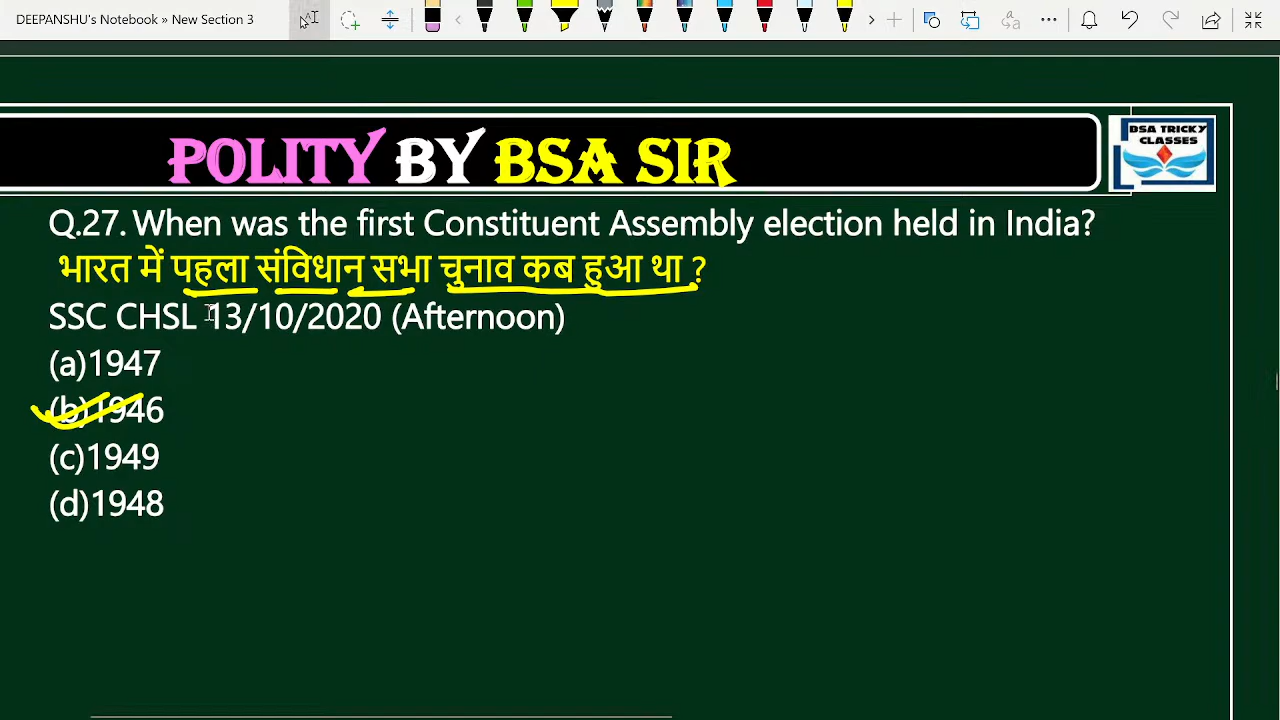 DEEPANSHU's Notebook » New Section 3
POLITY BY BSA SIR
BSA TRICKY
CLASSES
Q.27. When was the first Constituent Assembly election held in India?
भारत में पहला संविधान सभा चुनाव कब हुआ था ?
SSC CHSL 13/10/2020 (Afternoon)
(a)1947
(b)1946
(c)1949
(d)1948